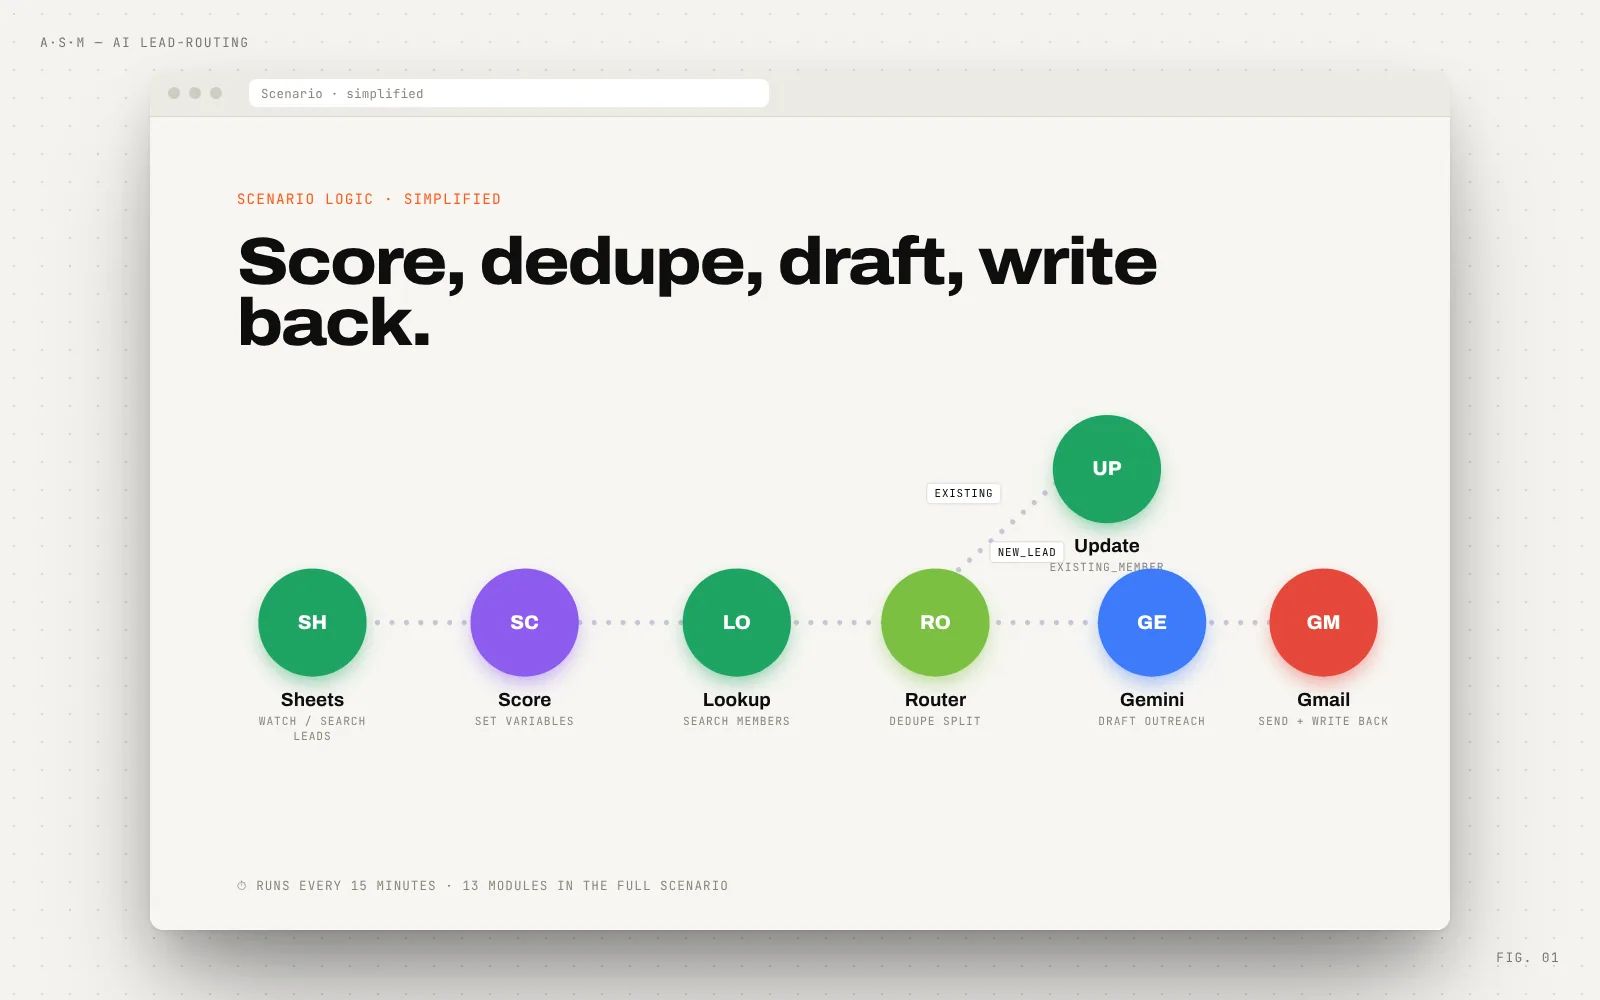 A·S·M — AI LEAD-ROUTING
Scenario · simplified
SCENARIO LOGIC · SIMPLIFIED
Score, dedupe, draft, write
back.
UP
EXISTING
NEW_LEAD
Update
EXISTING_MEMBER
SH
SC
LO
RO
GE
GM
Sheets
Score
Lookup
Router
Gemini
Gmail
WATCH / SEARCH
LEADS
SET VARIABLES
SEARCH MEMBERS
DEDUPE SPLIT
DRAFT OUTREACH
SEND + WRITE BACK
⏱ RUNS EVERY 15 MINUTES · 13 MODULES IN THE FULL SCENARIO
FIG. 01